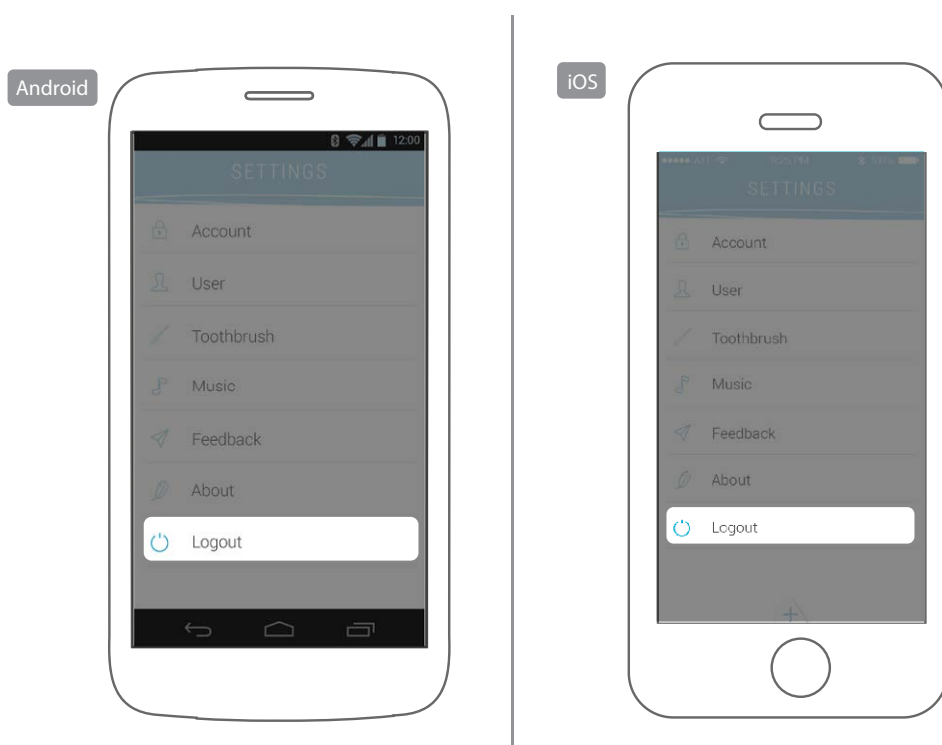 Android
12:00
SETTINGS
Account
User
Toothbrush
Music
Feedback
About
Logout
iOS
SETTINGS
Account
User
Toothbrush
Music
Feedback
About
Logout